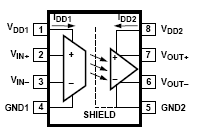 IDD1 IDD2
VDD1 1 8 VDD2
VIN+ 2 + + 7 VOUT+
VIN– 3 – – 6 VOUT–
GND1 4 5 GND2
SHIELD